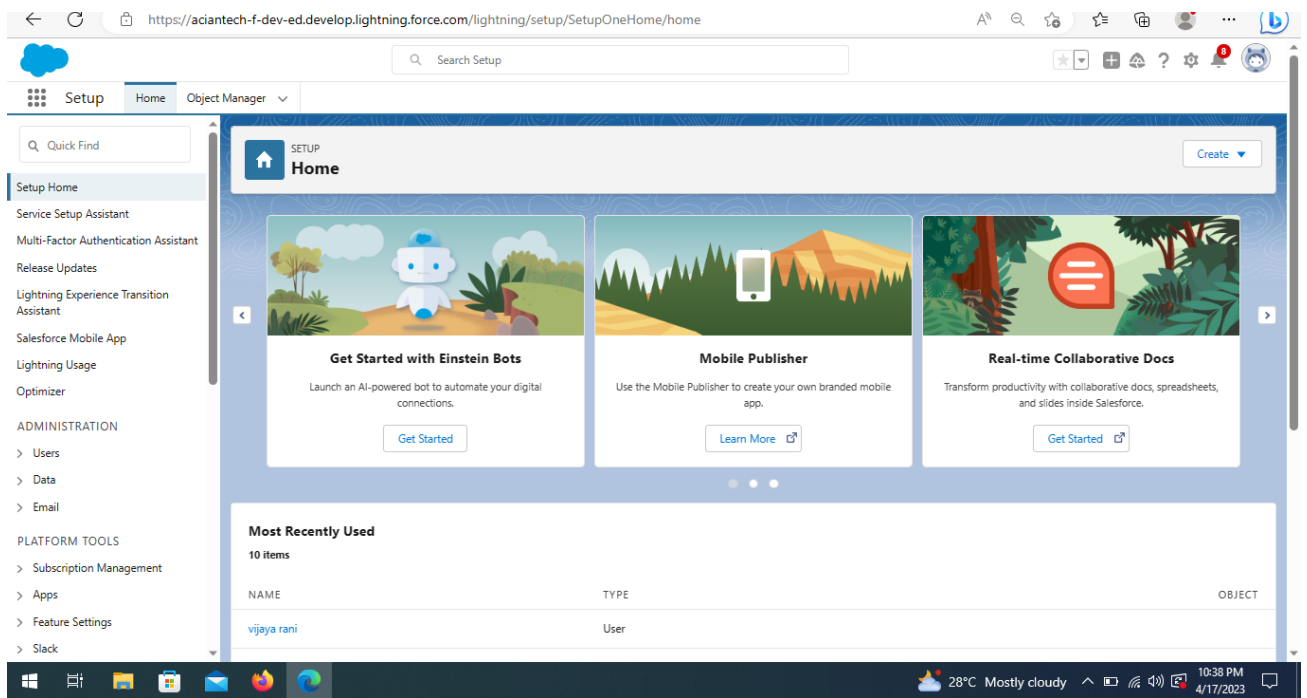 https://aciantech-f-dev-ed.develop.lightning.force.com/lightning/setup/SetupOneHome/home
Search Setup
8
Setup
Home
Object Manager
Quick Find
Setup Home
Service Setup Assistant
Multi-Factor Authentication Assistant
Release Updates
Lightning Experience Transition
Assistant
Salesforce Mobile App
Lightning Usage
Optimizer
ADMINISTRATION
Users
Data
Email
PLATFORM TOOLS
Subscription Management
Apps
Feature Settings
Slack
SETUP
Home
Create
Get Started with Einstein Bots
Launch an AI-powered bot to automate your digital
connections.
Get Started
Mobile Publisher
Use the Mobile Publisher to create your own branded mobile
app.
Learn More
Real-time Collaborative Docs
Transform productivity with collaborative docs, spreadsheets,
and slides inside Salesforce.
Get Started
Most Recently Used
10 items
NAME
TYPE
OBJECT
vijaya rani
User
28°C Mostly cloudy
10:38 PM
4/17/2023